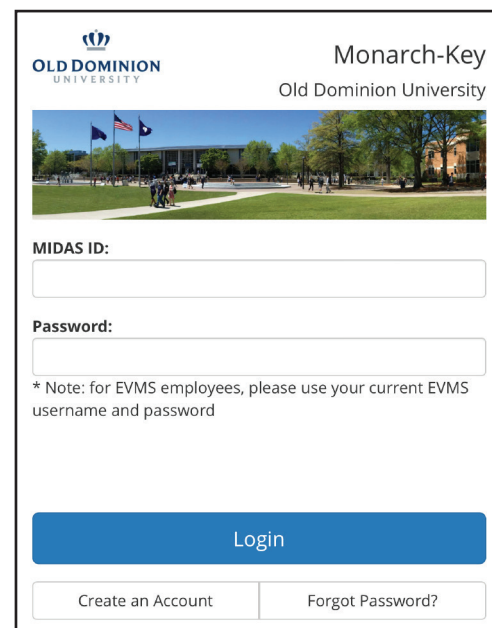 OLD DOMINION
UNIVERSITY
Monarch-Key
Old Dominion University
MIDAS ID:
Password:
* Note: for EVMS employees, please use your current EVMS
username and password
Login
Create an Account
Forgot Password?